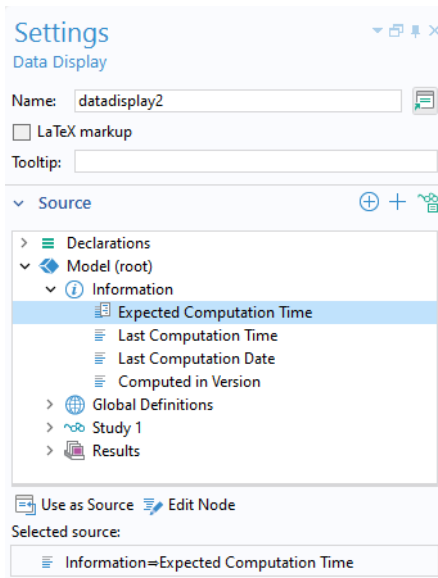 Settings
Data Display
Name: datadisplay2
LaTeX markup
Tooltip:
Source
Declarations
Model (root)
Information
Expected Computation Time
Last Computation Time
Last Computation Date
Computed in Version
Global Definitions
Study 1
Results
Use as Source Edit Node
Selected source:
Information=Expected Computation Time